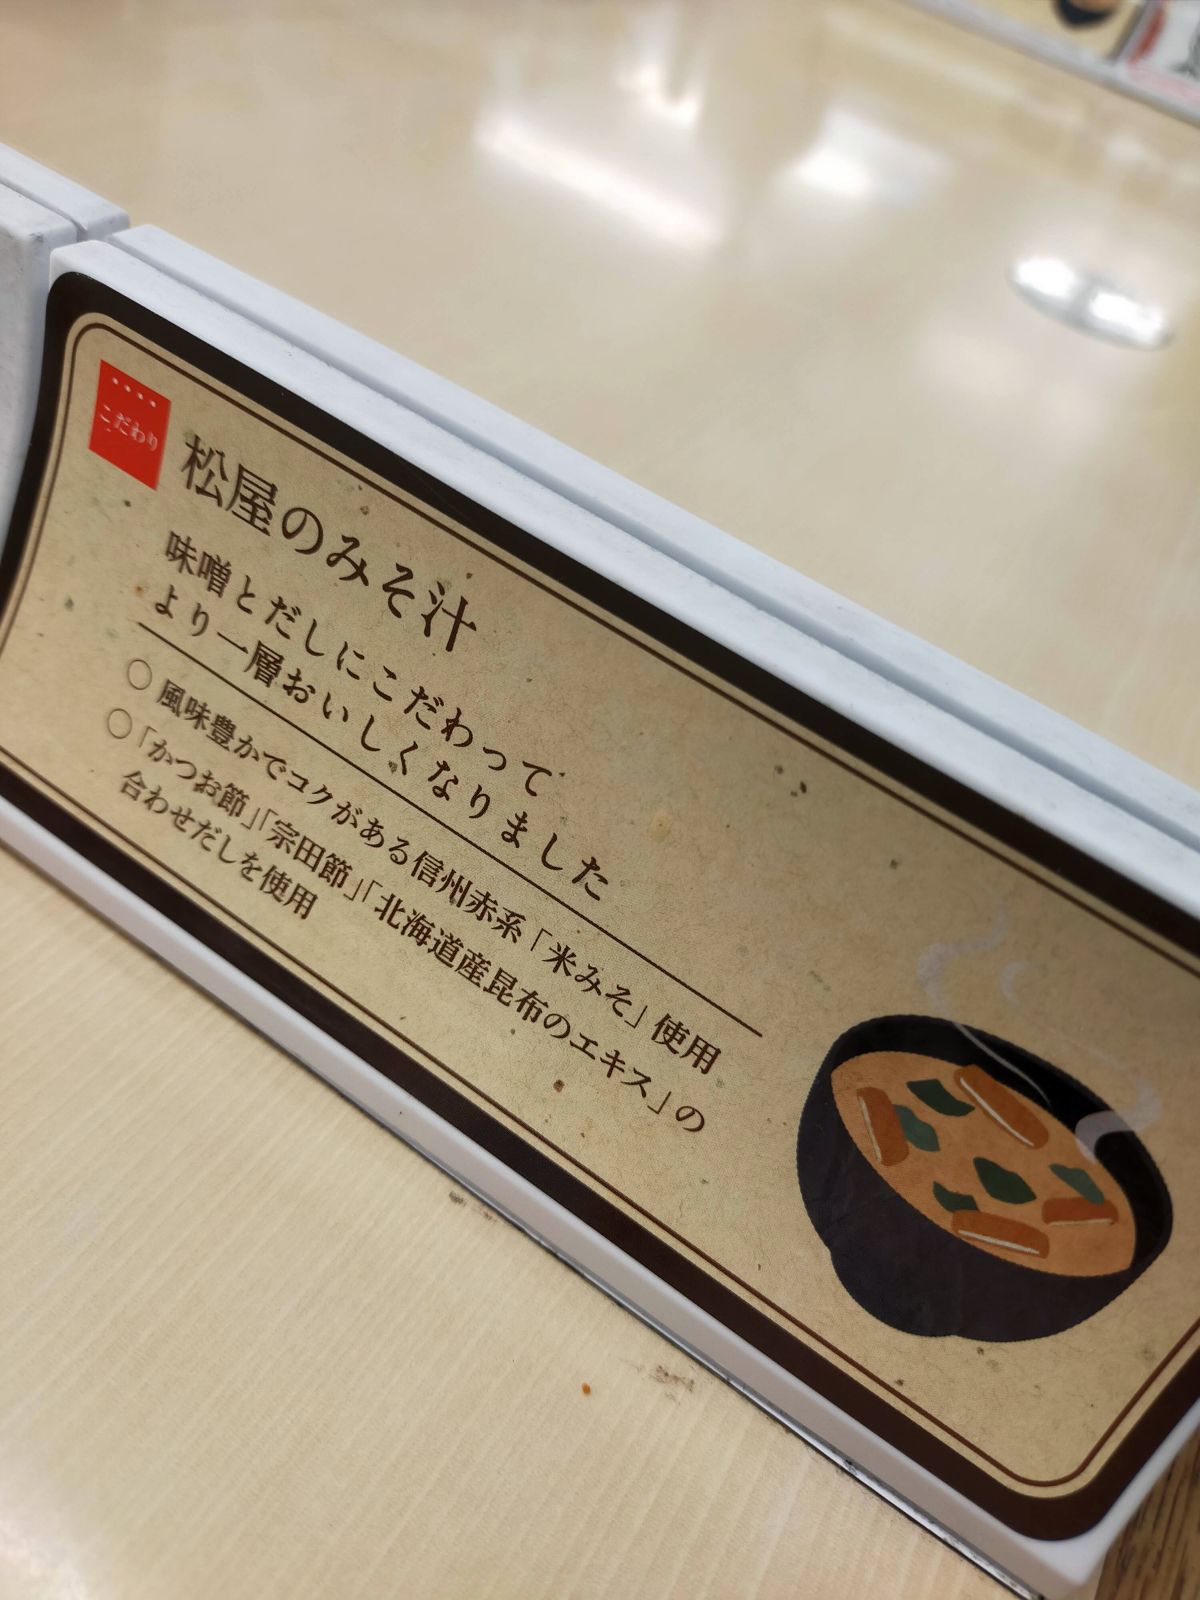 こだわり
松屋のみそ汁
味噌とだしにこだわって
より一層おいしくなりました
○風味豊かでコクがある信州赤系「米みそ」使用
○「かつお節」「宗田節」「北海道産昆布のエキス」の
合わせだしを使用